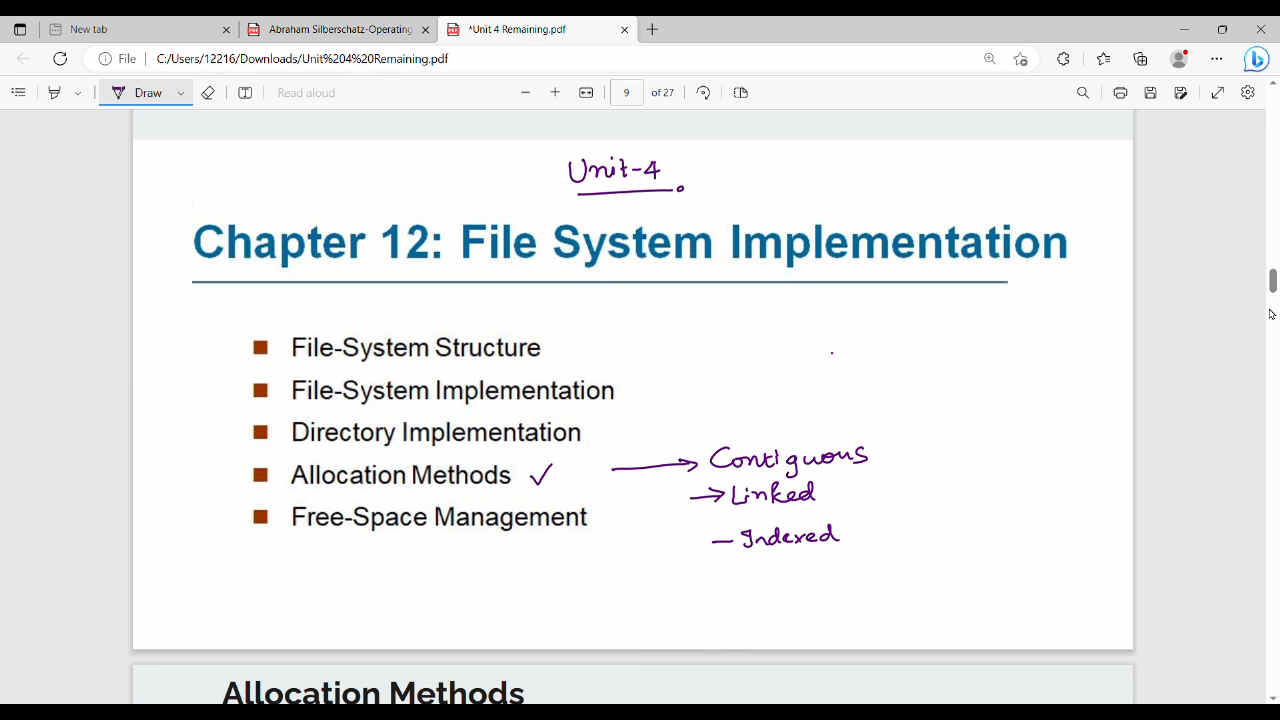 New tab
Abraham Silberschatz-Operating
*Unit 4 Remaining.pdf
File
C:/Users/12216/Downloads/Unit%204%20Remaining.pdf
Draw
Read aloud
9
of 27
Unit-4
Chapter 12: File System Implementation
File-System Structure
File-System Implementation
Directory Implementation
Allocation Methods ✓ → Contiguous
→ Linked
Free-Space Management
– Indexed
Allocation Methods